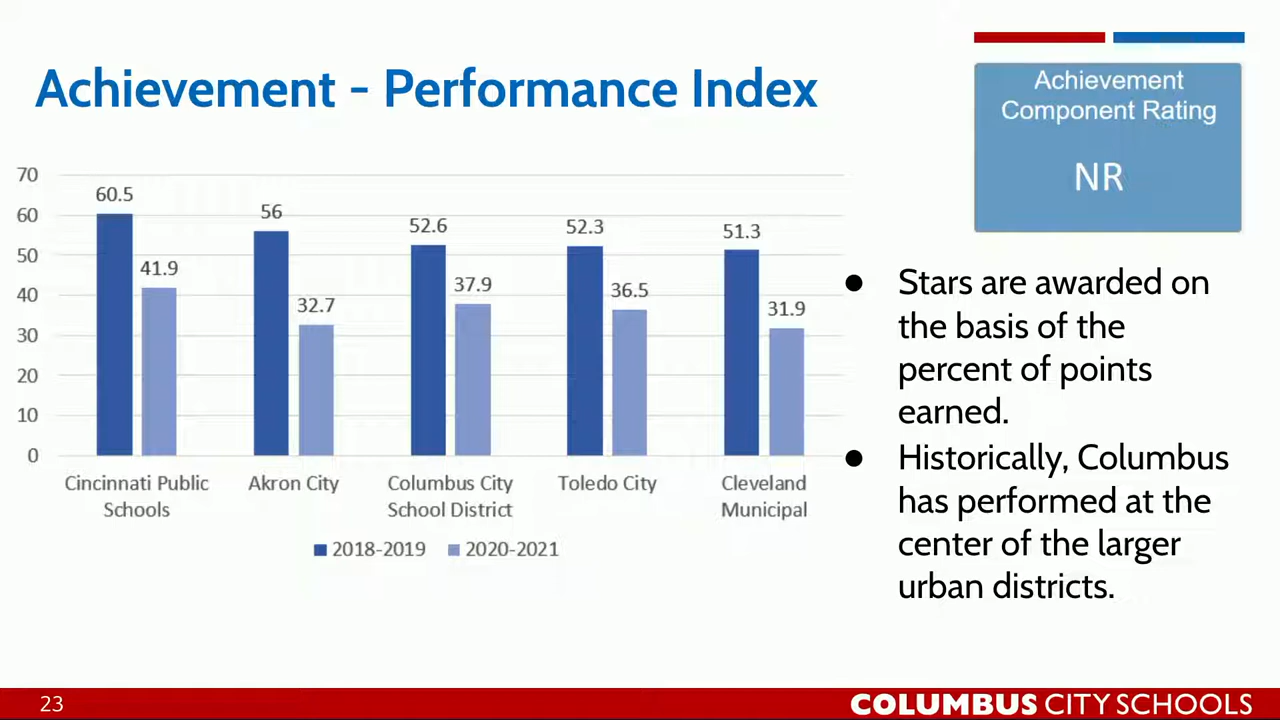 Achievement - Performance Index
Achievement
Component Rating
NR
70
60
50
40
30
20
10
0
60.5
41.9
56
32.7
52.6
37.9
52.3
36.5
51.3
31.9
Cincinnati Public
Schools
Akron City
Columbus City
School District
Toledo City
Cleveland
Municipal
2018-2019
2020-2021
● Stars are awarded on
the basis of the
percent of points
earned.
● Historically, Columbus
has performed at the
center of the larger
urban districts.
23
COLUMBUS CITY SCHOOLS